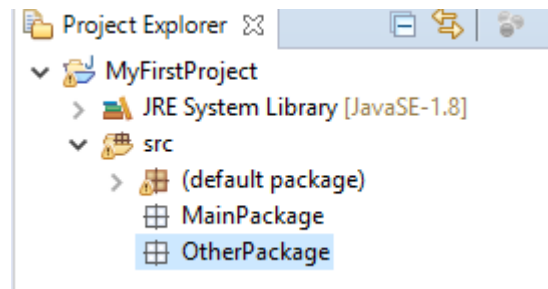 Project Explorer
MyFirstProject
JRE System Library [JavaSE-1.8]
src
(default package)
MainPackage
OtherPackage